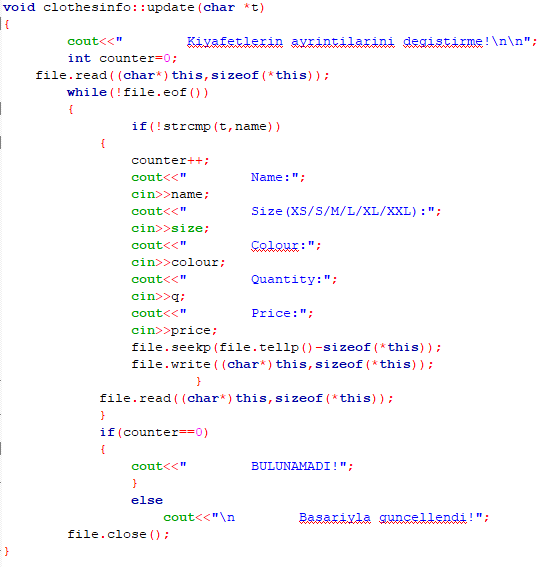 void clothesinfo::update(char *t)
{
cout<<"        Kiyafetlerin ayrintilarini degistirme!\n\n";
int counter=0;
file.read((char*)this,sizeof(*this));
while(!file.eof())
{
if(!strcmp(t,name))
{
counter++;
cout<<"        Name:";
cin>>name;
cout<<"        Size(XS/S/M/L/XL/XXL):";
cin>>size;
cout<<"        Colour:";
cin>>colour;
cout<<"        Quantity:";
cin>>q;
cout<<"        Price:";
cin>>price;
file.seekp(file.tellp()-sizeof(*this));
file.write((char*)this,sizeof(*this));
}
file.read((char*)this,sizeof(*this));
}
if(counter==0)
{
cout<<"        BULUNAMADI!";
}
else
cout<<"\n        Basariyla guncellendi!";
file.close();
}